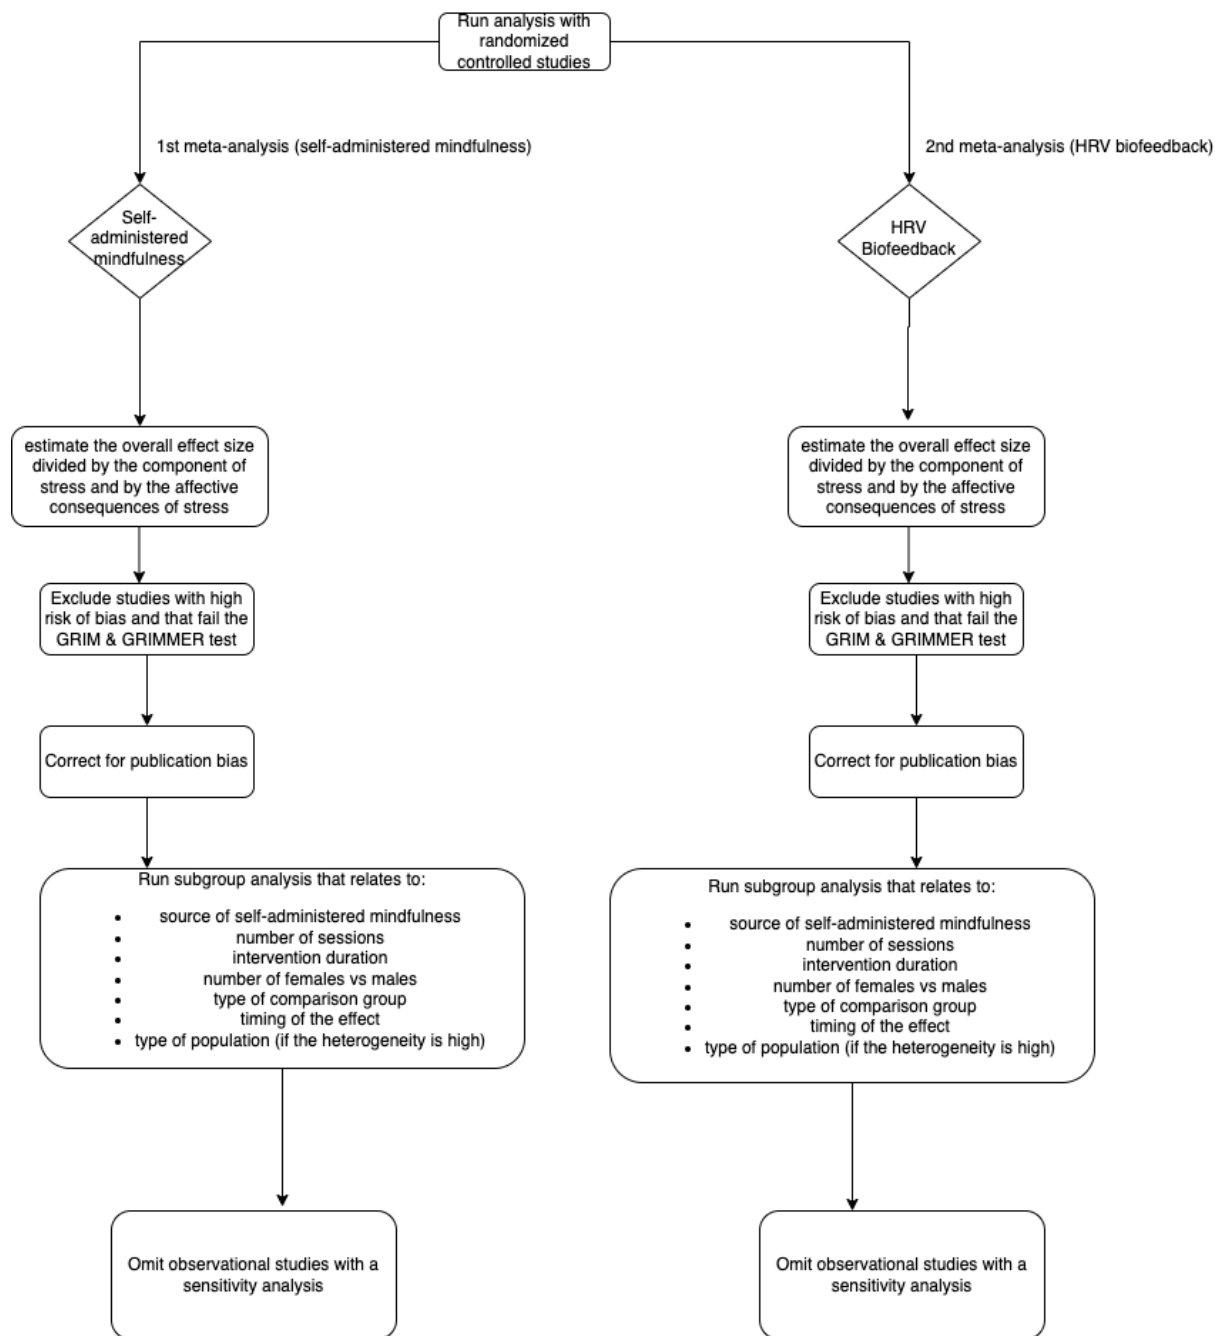 Run analysis with
randomized
controlled studies
1st meta-analysis (self-administered mindfulness)
2nd meta-analysis (HRV biofeedback)
Self-
administered
mindfulness
HRV
Biofeedback
estimate the overall effect size
divided by the component of
stress and by the affective
consequences of stress
estimate the overall effect size
divided by the component of
stress and by the affective
consequences of stress
Exclude studies with high
risk of bias and that fail the
GRIM & GRIMMER test
Exclude studies with high
risk of bias and that fail the
GRIM & GRIMMER test
Correct for publication bias
Correct for publication bias
Run subgroup analysis that relates to:
• source of self-administered mindfulness
• number of sessions
• intervention duration
• number of females vs males
• type of comparison group
• timing of the effect
• type of population (if the heterogeneity is high)
Run subgroup analysis that relates to:
• source of self-administered mindfulness
• number of sessions
• intervention duration
• number of females vs males
• type of comparison group
• timing of the effect
• type of population (if the heterogeneity is high)
Omit observational studies with a
sensitivity analysis
Omit observational studies with a
sensitivity analysis